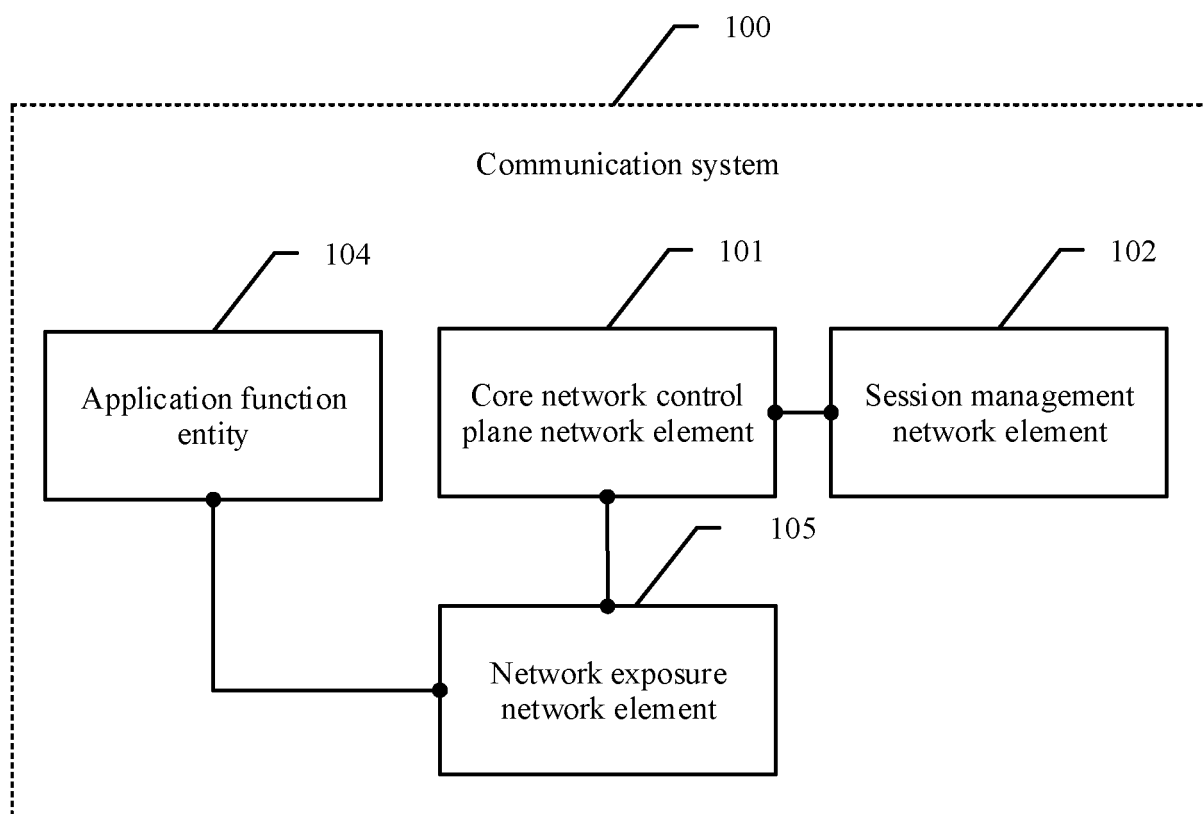 100
Communication system
104
101
102
Application function
entity
Core network control
plane network element
Session management
network element
105
Network exposure
network element